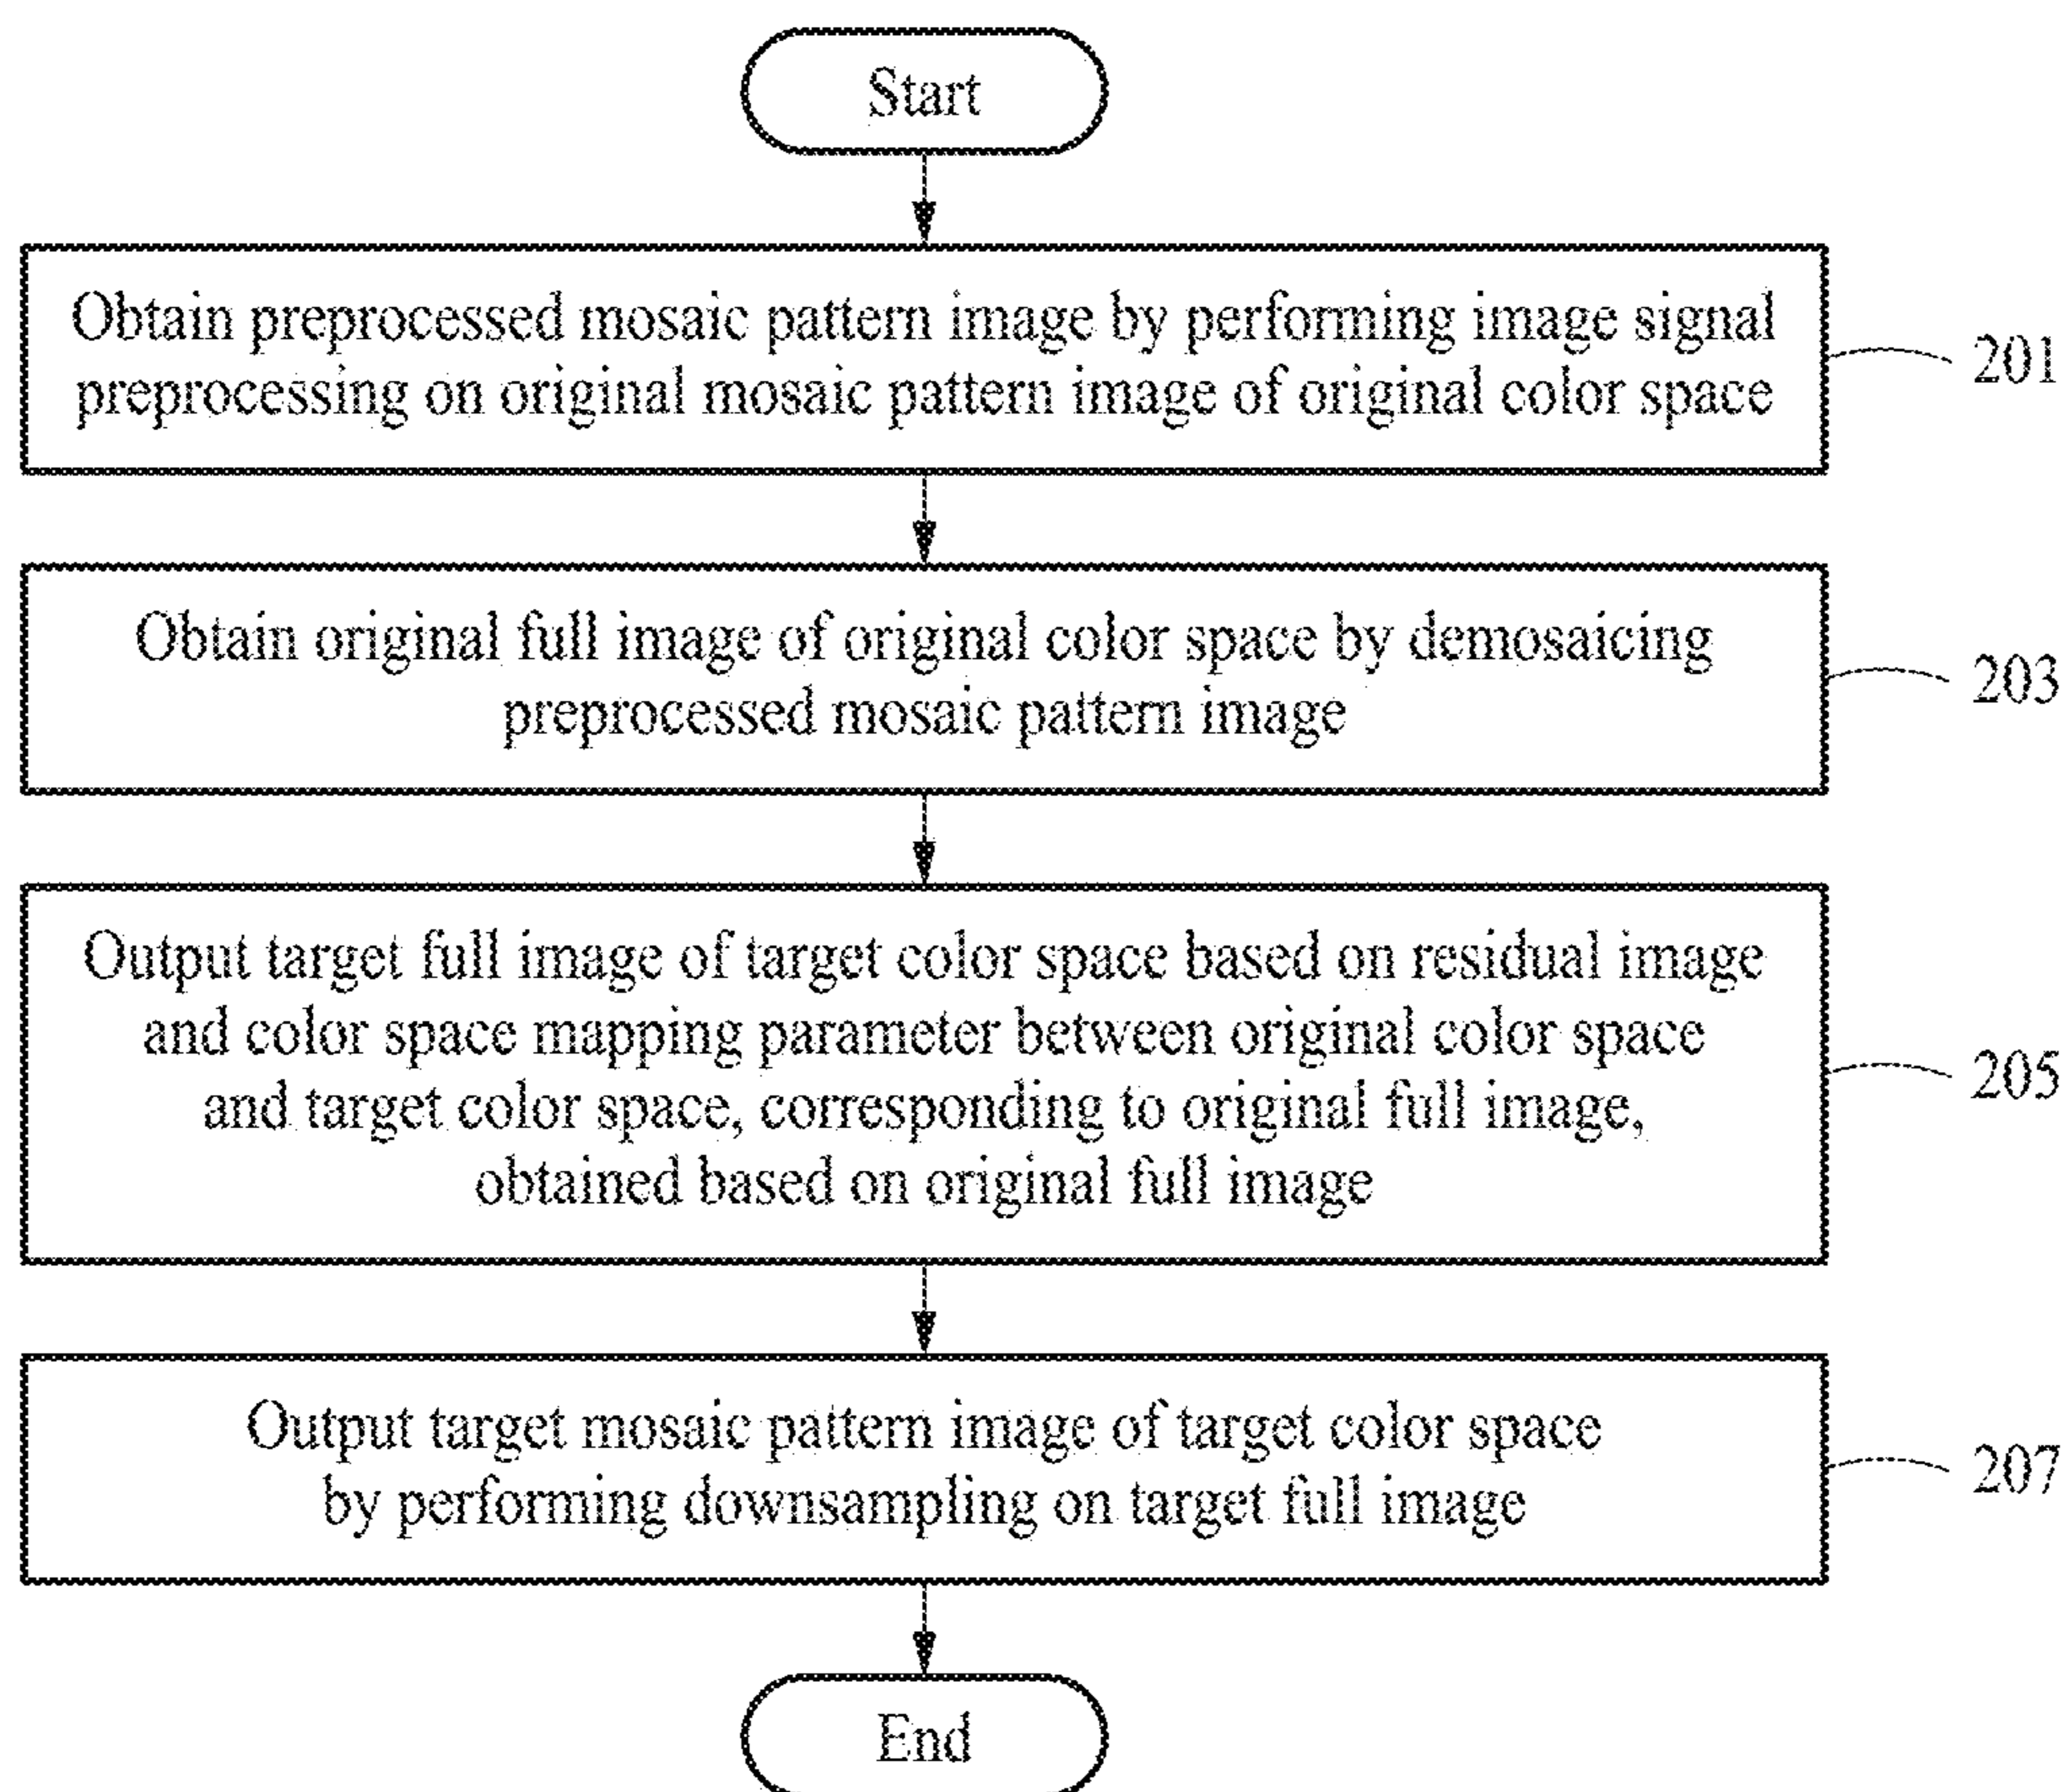 Start
Obtain preprocessed mosaic pattern image by performing image signal
preprocessing on original mosaic pattern image of original color space
201
Obtain original full image of original color space by demosaicing
preprocessed mosaic pattern image
203
Output target full image of target color space based on residual image
and color space mapping parameter between original color space
and target color space, corresponding to original full image,
obtained based on original full image
205
Output target mosaic pattern image of target color space
by performing downsampling on target full image
207
End